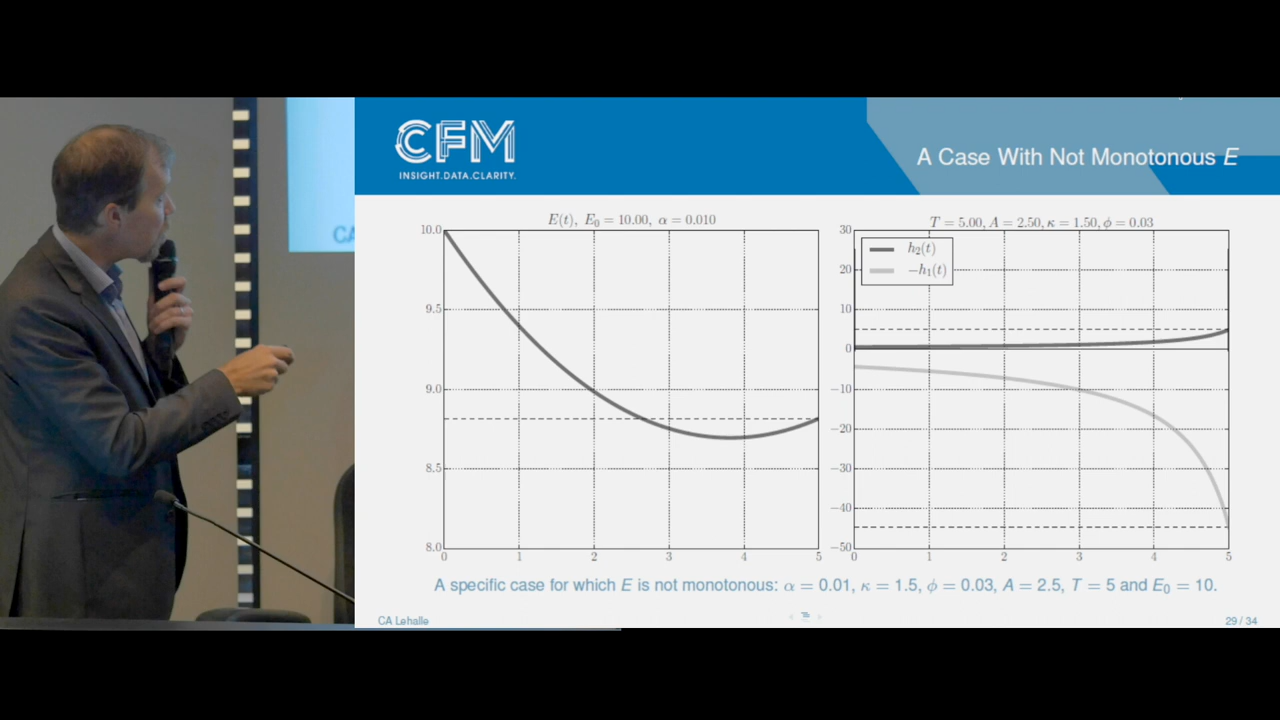 CFM
INSIGHT.DATA.CLARITY.
A Case With Not Monotonous E
CA
E(t), E₀ = 10.00, α = 0.010
10.0
9.5
9.0
8.5
8.0
0 1 2 3 4 5
T = 5.00, A = 2.50, κ = 1.50, ϕ = 0.03
h₂(t)
−h₁(t)
30
20
10
0
−10
−20
−30
−40
−50
0 1 2 3 4 5
A specific case for which E is not monotonous: α = 0.01, κ = 1.5, ϕ = 0.03, A = 2.5, T = 5 and E₀ = 10.
CA Lehalle
29 / 34